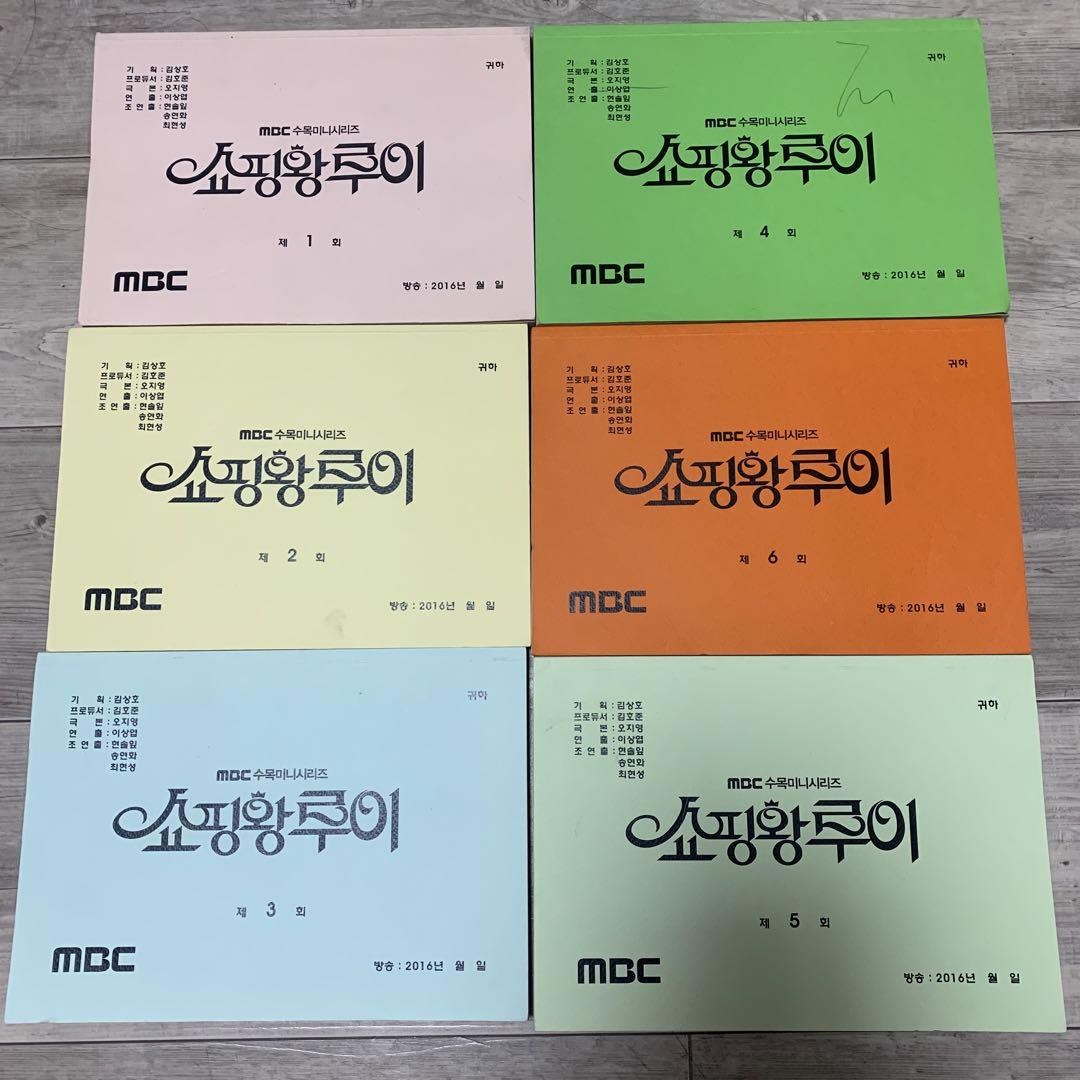 기 획 : 김상호
프로듀서 : 김호준
극 본 : 오지영
연 출 : 이상엽
조 연 출 : 현솔잎
송연화
최현성
귀하
MBC 수목미니시리즈
쇼핑왕루이
제 1 회
MBC
방송 : 2016년 월 일
기 획 : 김상호
프로듀서 : 김호준
극 본 : 오지영
연 출 : 이상엽
조 연 출 : 현솔잎
송연화
최현성
귀하
MBC 수목미니시리즈
쇼핑왕루이
제 4 회
MBC
방송 : 2016년 월 일
기 획 : 김상호
프로듀서 : 김호준
극 본 : 오지영
연 출 : 이상엽
조 연 출 : 현솔잎
송연화
최현성
귀하
MBC 수목미니시리즈
쇼핑왕루이
제 2 회
MBC
방송 : 2016년 월 일
기 획 : 김상호
프로듀서 : 김호준
극 본 : 오지영
연 출 : 이상엽
조 연 출 : 현솔잎
송연화
최현성
귀하
MBC 수목미니시리즈
쇼핑왕루이
제 6 회
MBC
방송 : 2016년 월 일
기 획 : 김상호
프로듀서 : 김호준
극 본 : 오지영
연 출 : 이상엽
조 연 출 : 현솔잎
송연화
최현성
귀하
MBC 수목미니시리즈
쇼핑왕루이
제 3 회
MBC
방송 : 2016년 월 일
기 획 : 김상호
프로듀서 : 김호준
극 본 : 오지영
연 출 : 이상엽
조 연 출 : 현솔잎
송연화
최현성
귀하
MBC 수목미니시리즈
쇼핑왕루이
제 5 회
MBC
방송 : 2016년 월 일